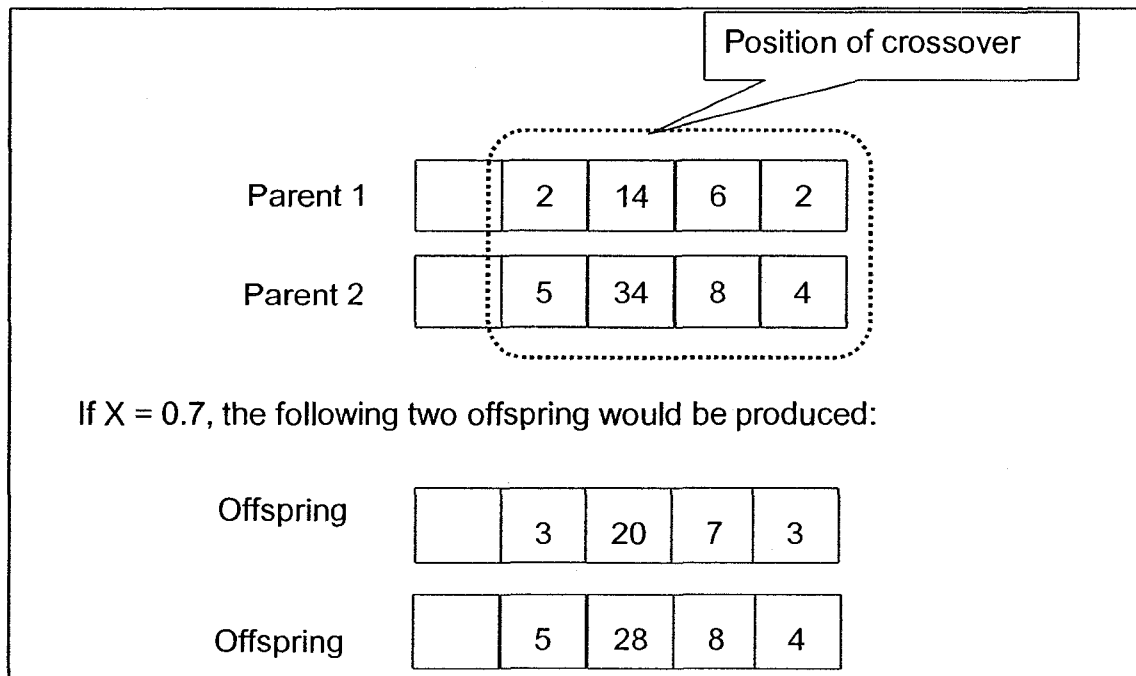 Position of crossover
Parent 1 2 14 6 2
Parent 2 5 34 8 4
If X = 0.7, the following two offspring would be produced:
Offspring 3 20 7 3
Offspring 5 28 8 4